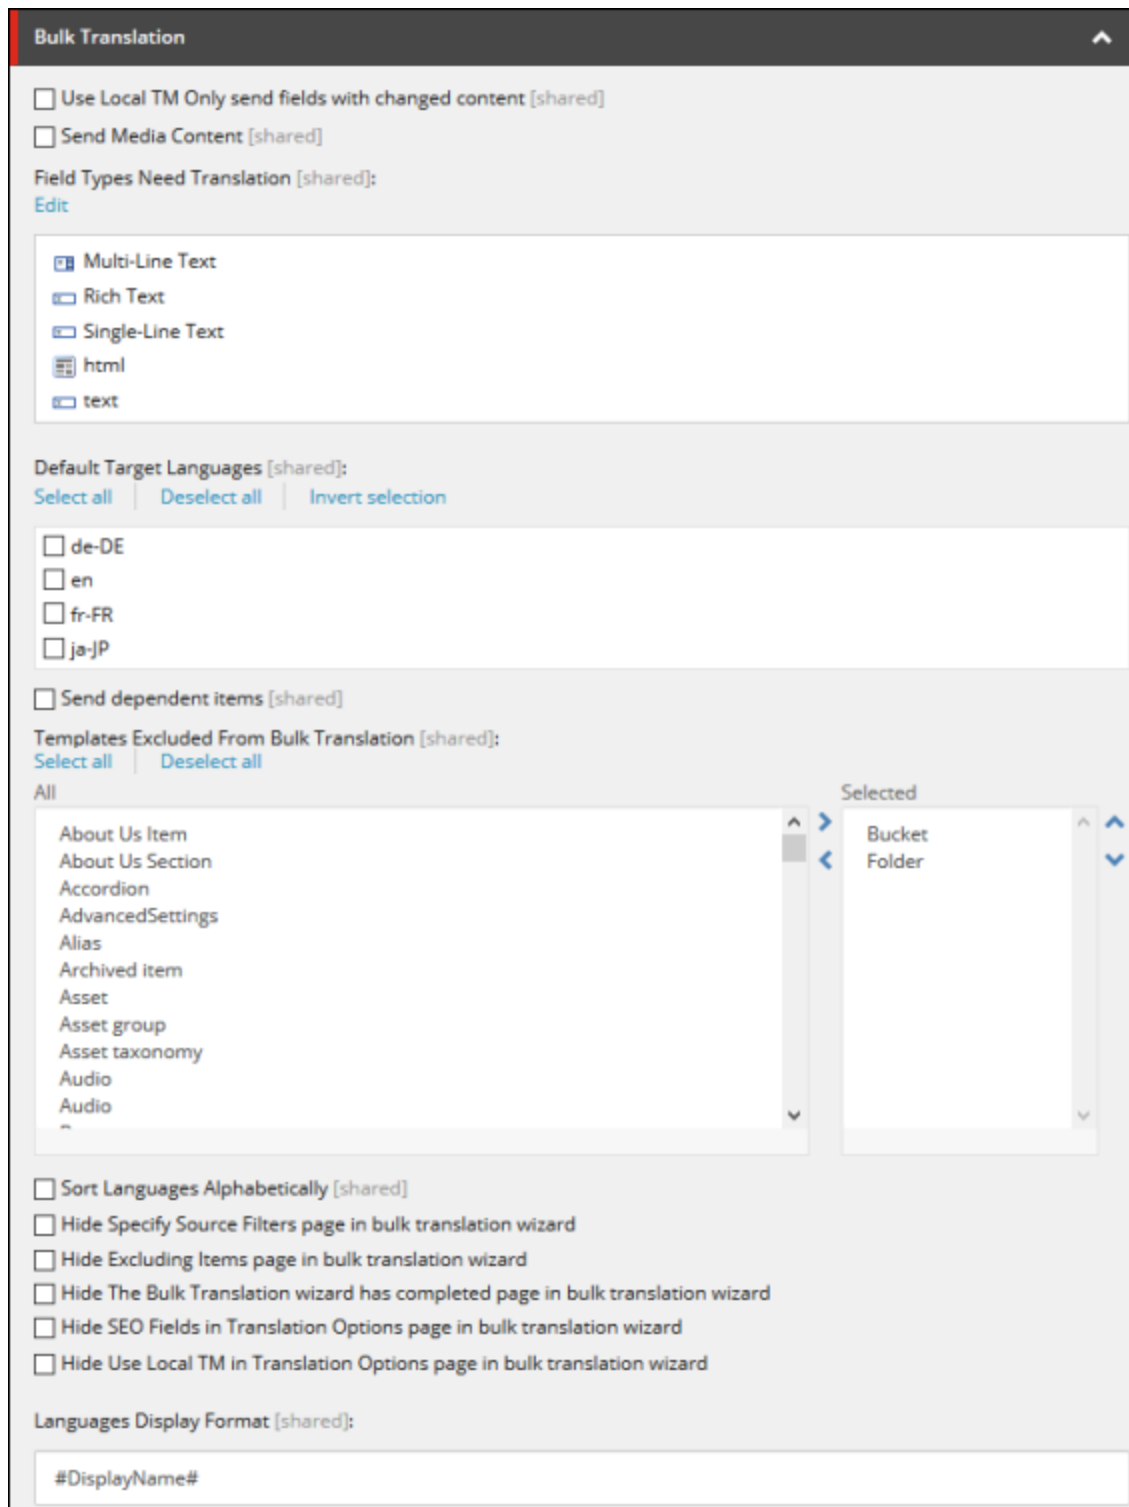 Bulk Translation
Use Local TM Only send fields with changed content [shared]
Send Media Content [shared]
Field Types Need Translation [shared]:
Edit
Multi-Line Text
Rich Text
Single-Line Text
html
text
Default Target Languages [shared]:
Select all Deselect all Invert selection
de-DE
en
fr-FR
ja-JP
Send dependent items [shared]
Templates Excluded From Bulk Translation [shared]:
Select all Deselect all
All Selected
About Us Item Bucket
About Us Section Folder
Accordion
AdvancedSettings
Alias
Archived item
Asset
Asset group
Asset taxonomy
Audio
Audio
Sort Languages Alphabetically [shared]
Hide Specify Source Filters page in bulk translation wizard
Hide Excluding Items page in bulk translation wizard
Hide The Bulk Translation wizard has completed page in bulk translation wizard
Hide SEO Fields in Translation Options page in bulk translation wizard
Hide Use Local TM in Translation Options page in bulk translation wizard
Languages Display Format [shared]:
#DisplayName#